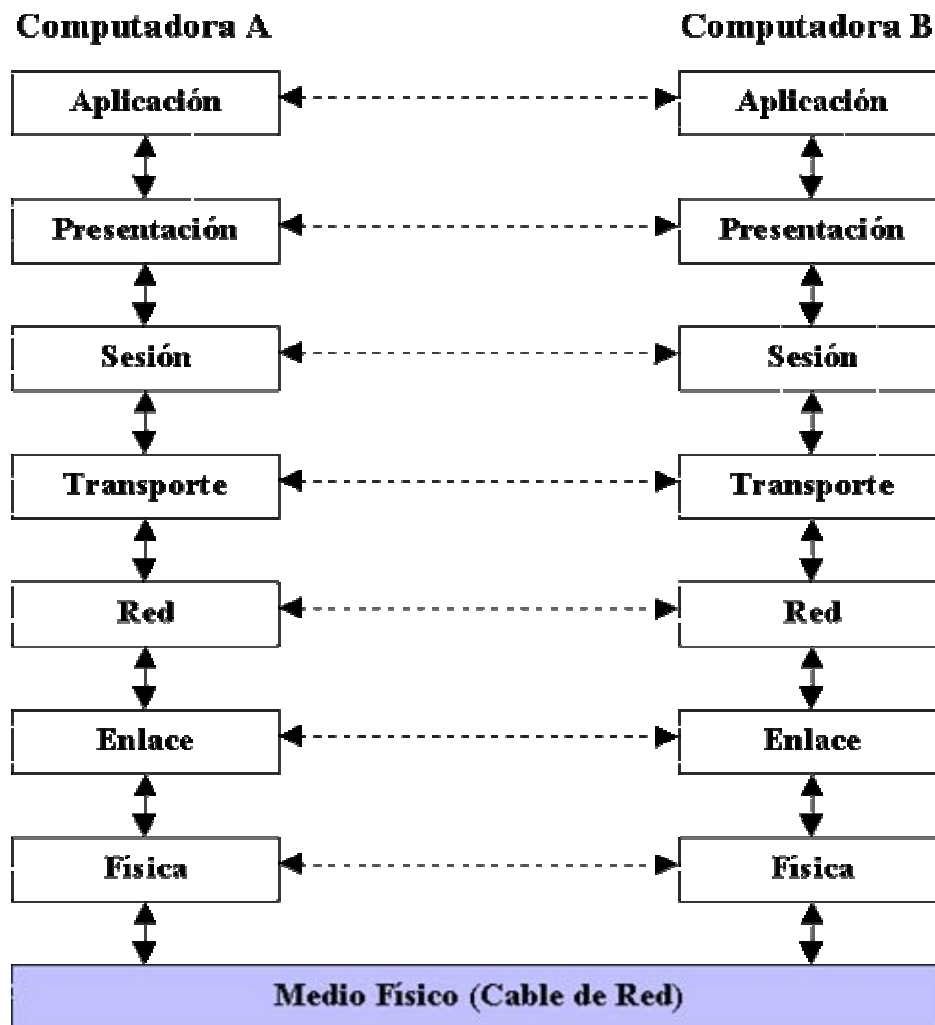 Computadora A Computadora B
Aplicación Aplicación
Presentación Presentación
Sesión Sesión
Transporte Transporte
Red Red
Enlace Enlace
Física Física
Medio Físico (Cable de Red)